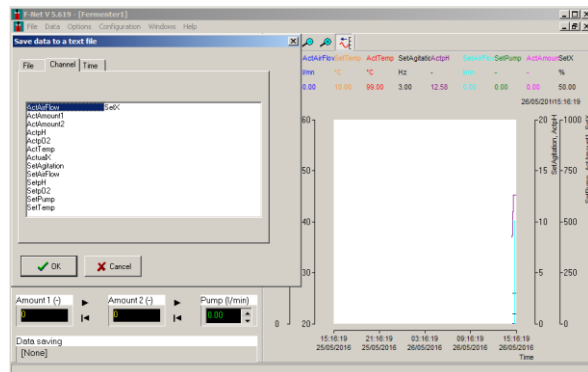 F-Net V 5.619 - [Fermenter1]
File Data Options Configuration Windows Help
Save data to a text file
File Channel Time
ActAirFlow SetX
ActAmount1
ActAmount2
ActpH
ActpO2
ActTemp
ActualX
SetAgitation
SetAirFlow
SetpH
SetpO2
SetPump
SetTemp
OK Cancel
ActAirFlow SetTemp ActTemp SetAgitatic ActpH SetAirFlow SetPump ActAmoun SetX
l/min °C °C Hz - l/min - - %
0.00 10.00 99.00 3.00 12.58 0.00 0.00 0.00 50.00
26/05/2016 15:16:19
60 20 1000
50 15 750
40 10 500
30 5 250
0 20 0 0
SetAgitation, ActpH
SetPump, ActAmount1, SetX
15:16:19 21:16:19 03:16:19 09:16:19 15:16:19
25/05/2016 25/05/2016 26/05/2016 26/05/2016 26/05/2016
Time
Amount 1 (-) Amount 2 (-) Pump (l/min)
0 0 0.00
Data saving
[None]